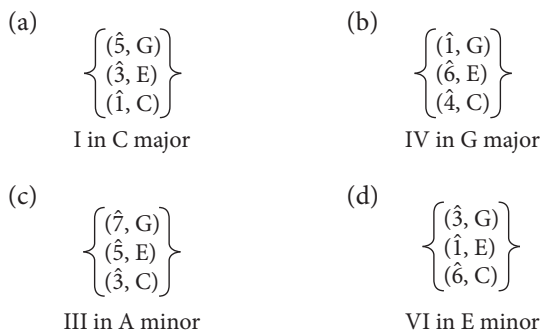 (a)
(5̂, G)
(3̂, E)
(1̂, C)
I in C major
(b)
(1̂, G)
(6̂, E)
(4̂, C)
IV in G major
(c)
(7̂, G)
(5̂, E)
(3̂, C)
III in A minor
(d)
(3̂, G)
(1̂, E)
(6̂, C)
VI in E minor